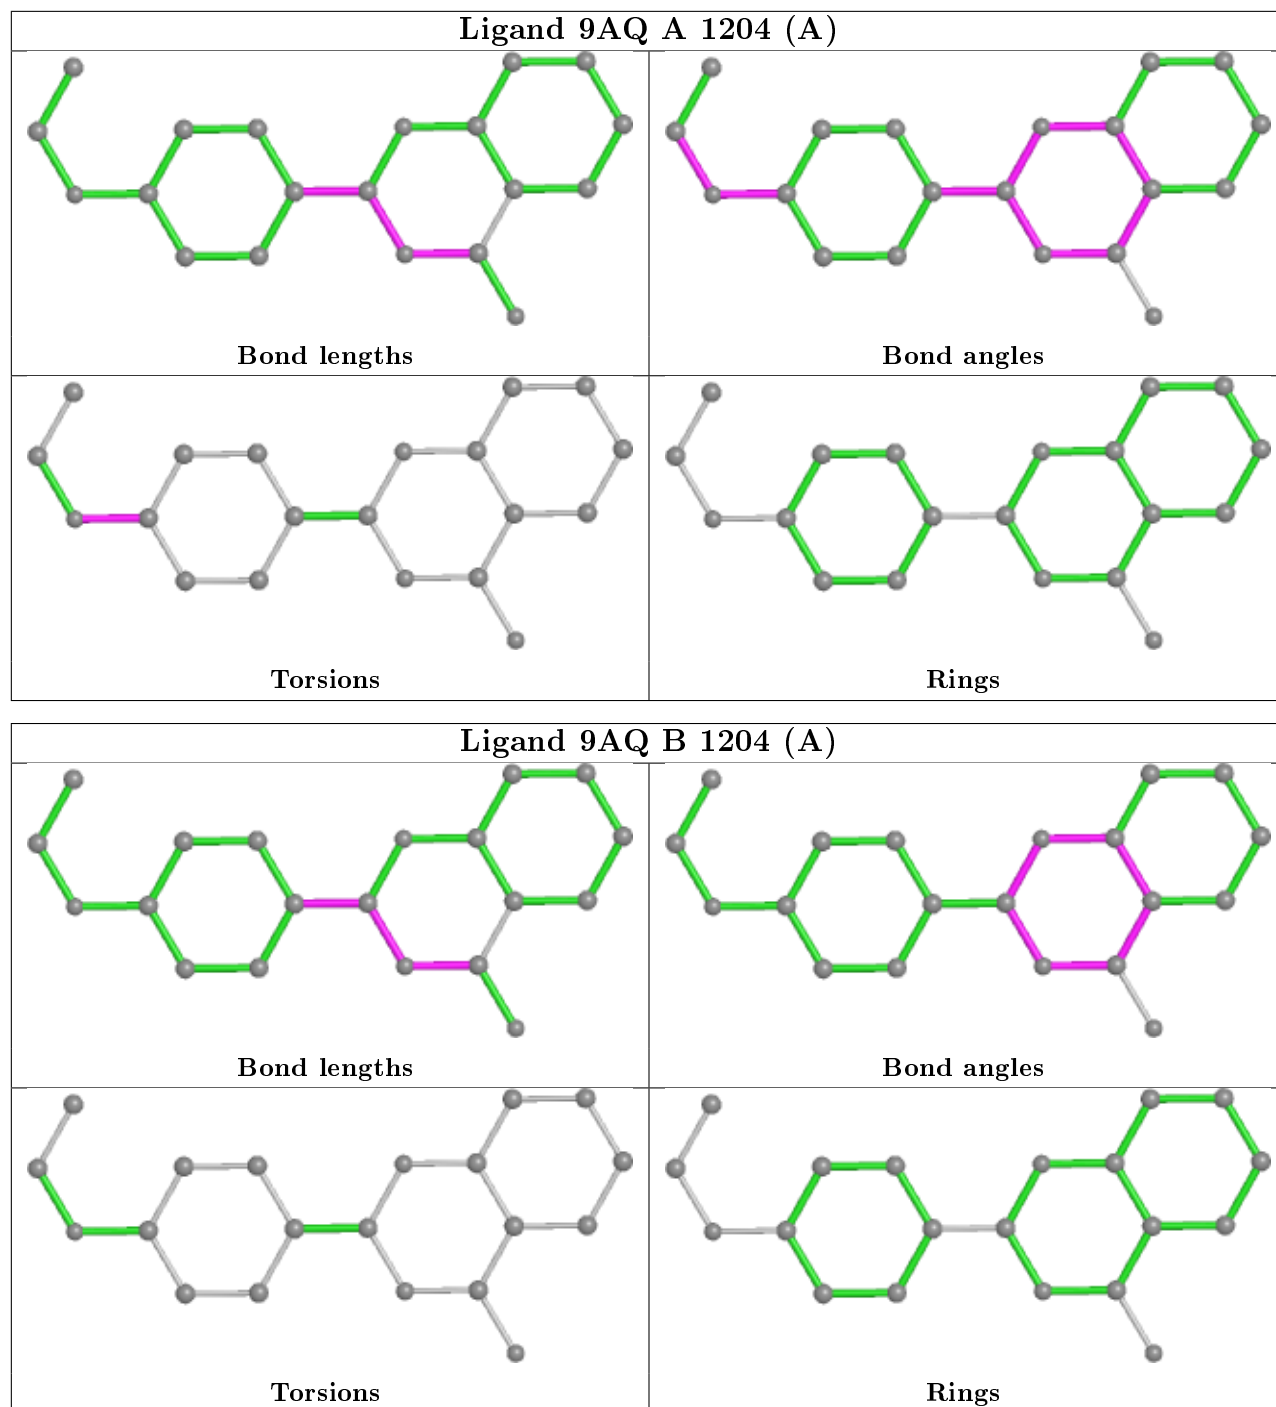 Ligand 9AQ A 1204 (A)
Bond lengths
Bond angles
Torsions
Rings
Ligand 9AQ B 1204 (A)
Bond lengths
Bond angles
Torsions
Rings